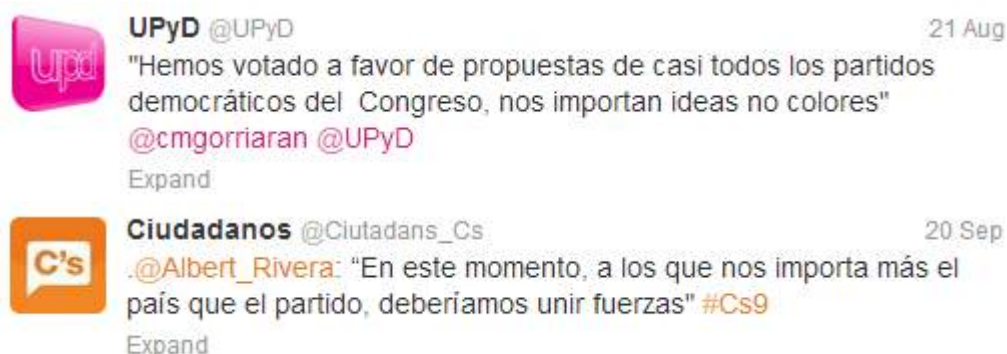 upd
UPyD @UPyD 21 Aug
"Hemos votado a favor de propuestas de casi todos los partidos
democráticos del Congreso, nos importan ideas no colores"
@cmgorriaran @UPyD
Expand
C's
Ciudadanos @Ciutadans_Cs 20 Sep
.@Albert_Rivera: “En este momento, a los que nos importa más el
país que el partido, deberíamos unir fuerzas" #Cs9
Expand